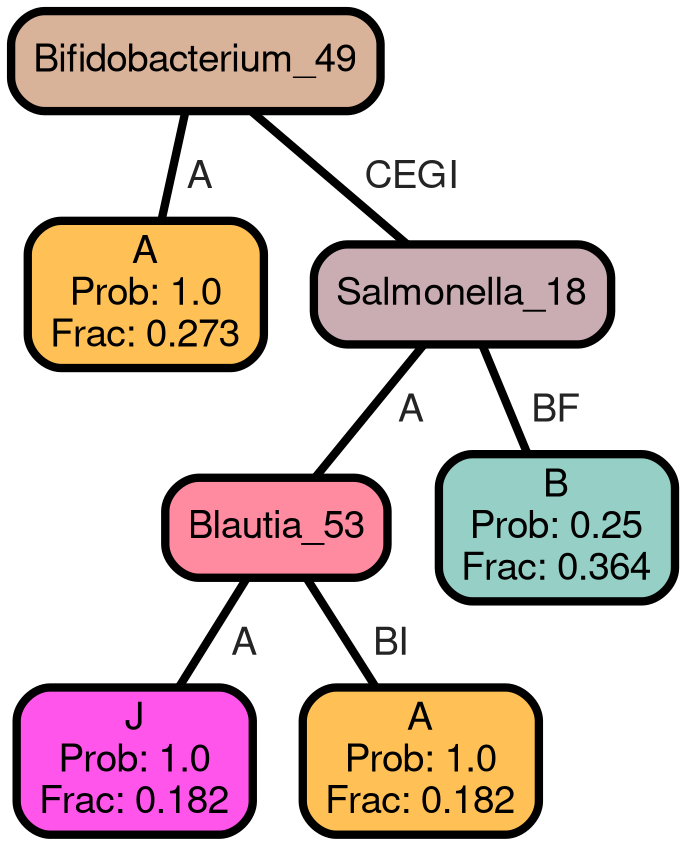 Bifidobacterium_49
A
CEGI
A
Prob: 1.0
Frac: 0.273
Salmonella_18
A
BF
B
Prob: 0.25
Frac: 0.364
Blautia_53
A
BI
J
Prob: 1.0
Frac: 0.182
A
Prob: 1.0
Frac: 0.182